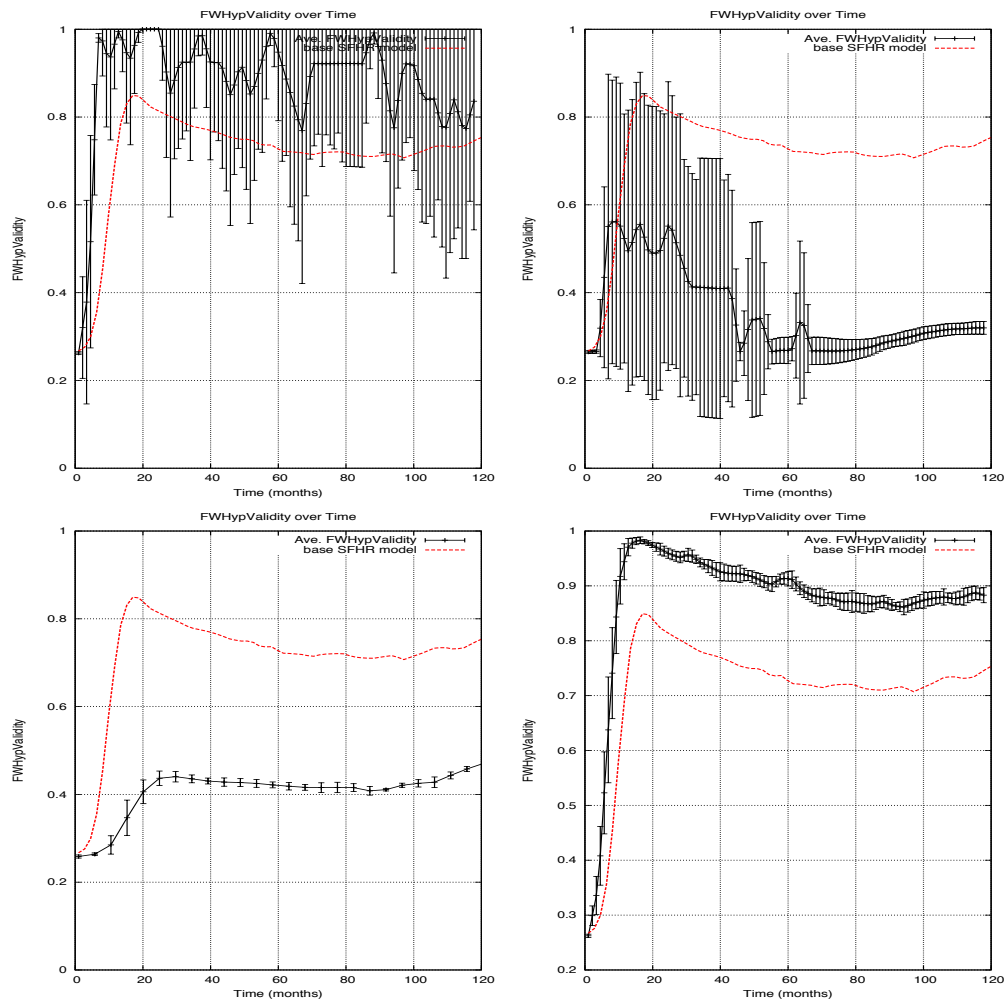 FWHypValidity over Time
Ave. FWHypValidity
base SFHR model
FWHypValidity
1
0.8
0.6
0.4
0.2
0
0 20 40 60 80 100 120
Time (months)
FWHypValidity over Time
Ave. FWHypValidity
base SFHR model
FWHypValidity
1
0.8
0.6
0.4
0.2
0
0 20 40 60 80 100 120
Time (months)
FWHypValidity over Time
Ave. FWHypValidity
base SFHR model
FWHypValidity
1
0.8
0.6
0.4
0.2
0
0 20 40 60 80 100 120
Time (months)
FWHypValidity over Time
Ave. FWHypValidity
base SFHR model
FWHypValidity
1
0.9
0.8
0.7
0.6
0.5
0.4
0.3
0.2
0 20 40 60 80 100 120
Time (months)